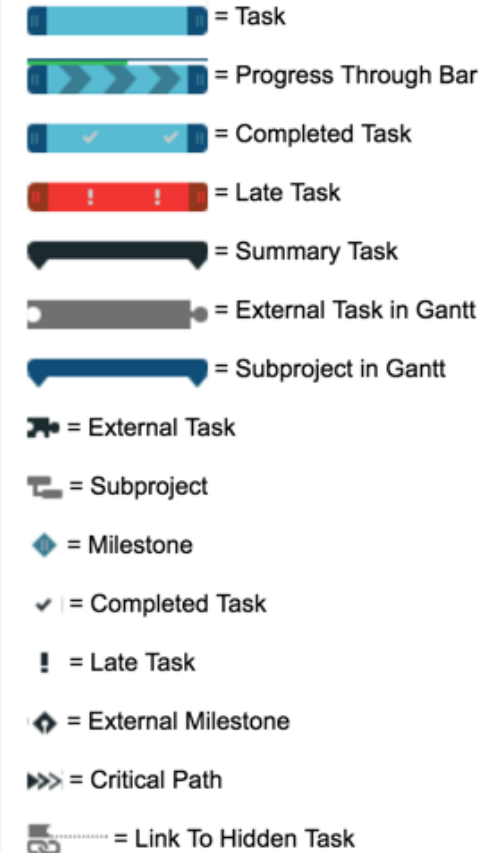 = Task
= Progress Through Bar
= Completed Task
= Late Task
= Summary Task
= External Task in Gantt
= Subproject in Gantt
= External Task
= Subproject
= Milestone
= Completed Task
= Late Task
= External Milestone
= Critical Path
= Link To Hidden Task